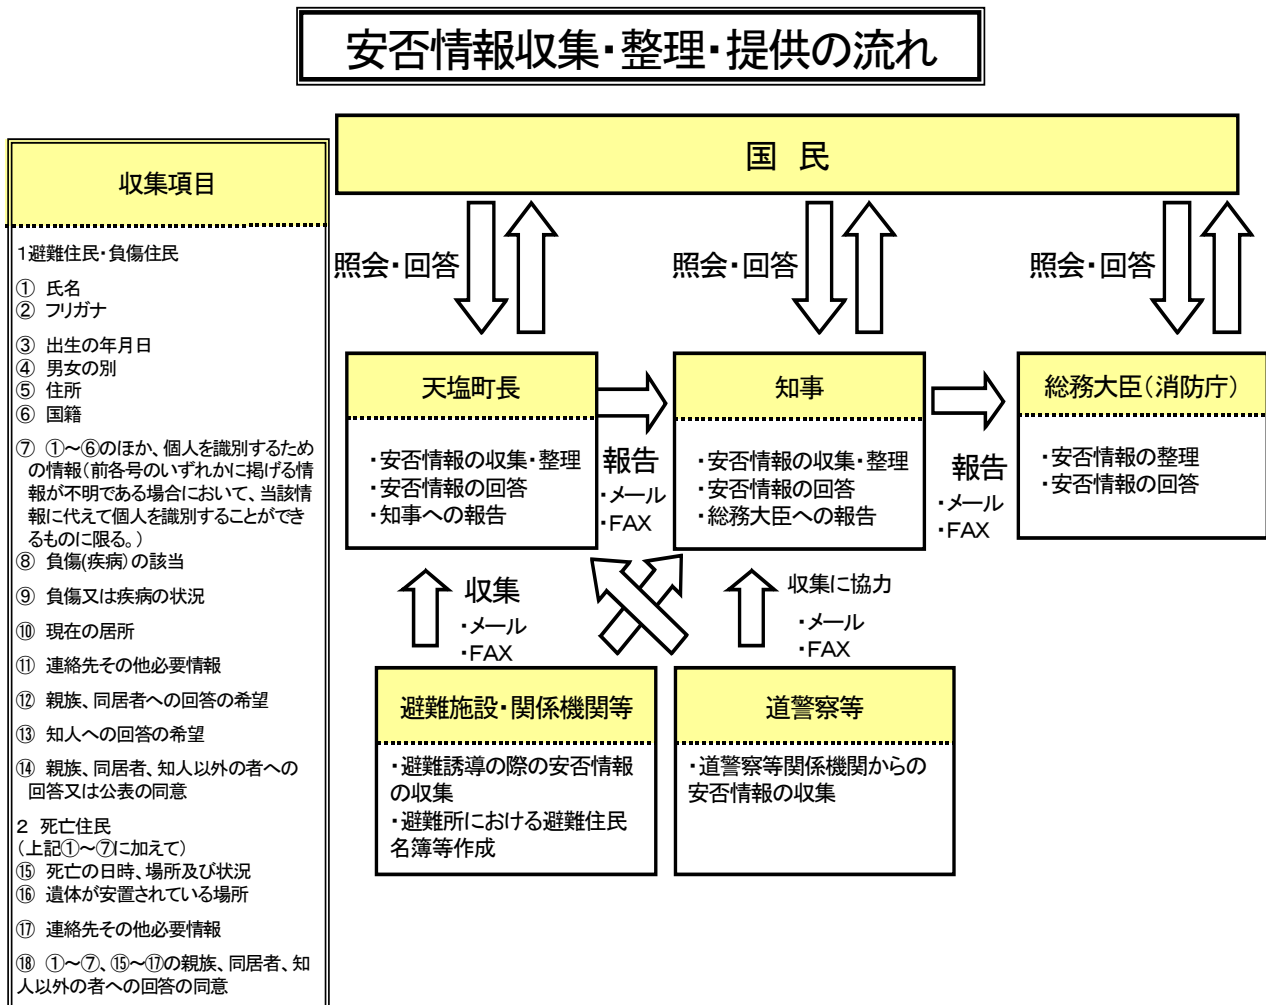 安否情報収集・整理・提供の流れ
国 民
収集項目
1避難住民・負傷住民
① 氏名
② フリガナ
③ 出生の年月日
④ 男女の別
⑤ 住所
⑥ 国籍
⑦ ①～⑥のほか、個人を識別するため
の情報（前各号のいずれかに掲げる情
報が不明である場合において、当該情
報に代えて個人を識別することができ
るものに限る。）
⑧ 負傷(疾病)の該当
⑨ 負傷又は疾病の状況
⑩ 現在の居所
⑪ 連絡先その他必要情報
⑫ 親族、同居者への回答の希望
⑬ 知人への回答の希望
⑭ 親族、同居者、知人以外の者への
回答又は公表の同意
2 死亡住民
（上記①～⑦に加えて）
⑮ 死亡の日時、場所及び状況
⑯ 遺体が安置されている場所
⑰ 連絡先その他必要情報
⑱ ①～⑦、⑮～⑰の親族、同居者、知
人以外の者への回答の同意
照会・回答
照会・回答
照会・回答
天塩町長
・安否情報の収集・整理
・安否情報の回答
・知事への報告
報告
・メール
・FAX
知事
・安否情報の収集・整理
・安否情報の回答
・総務大臣への報告
報告
・メール
・FAX
総務大臣（消防庁）
・安否情報の整理
・安否情報の回答
収集
・メール
・FAX
収集に協力
・メール
・FAX
避難施設・関係機関等
・避難誘導の際の安否情報
の収集
・避難所における避難住民
名簿等作成
道警察等
・道警察等関係機関からの
安否情報の収集